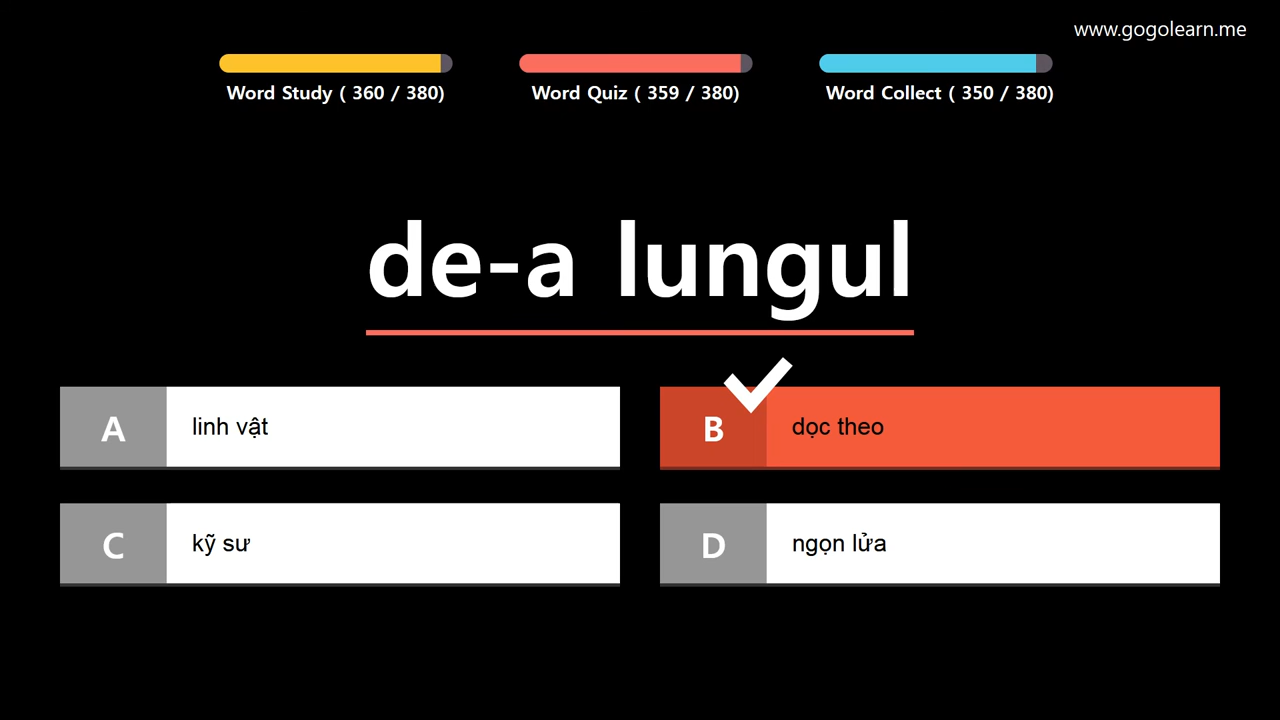 www.gogolearn.me
Word Study ( 360 / 380)
Word Quiz ( 359 / 380)
Word Collect ( 350 / 380)
de-a lungul
A linh vật
B dọc theo
C kỹ sư
D ngọn lửa